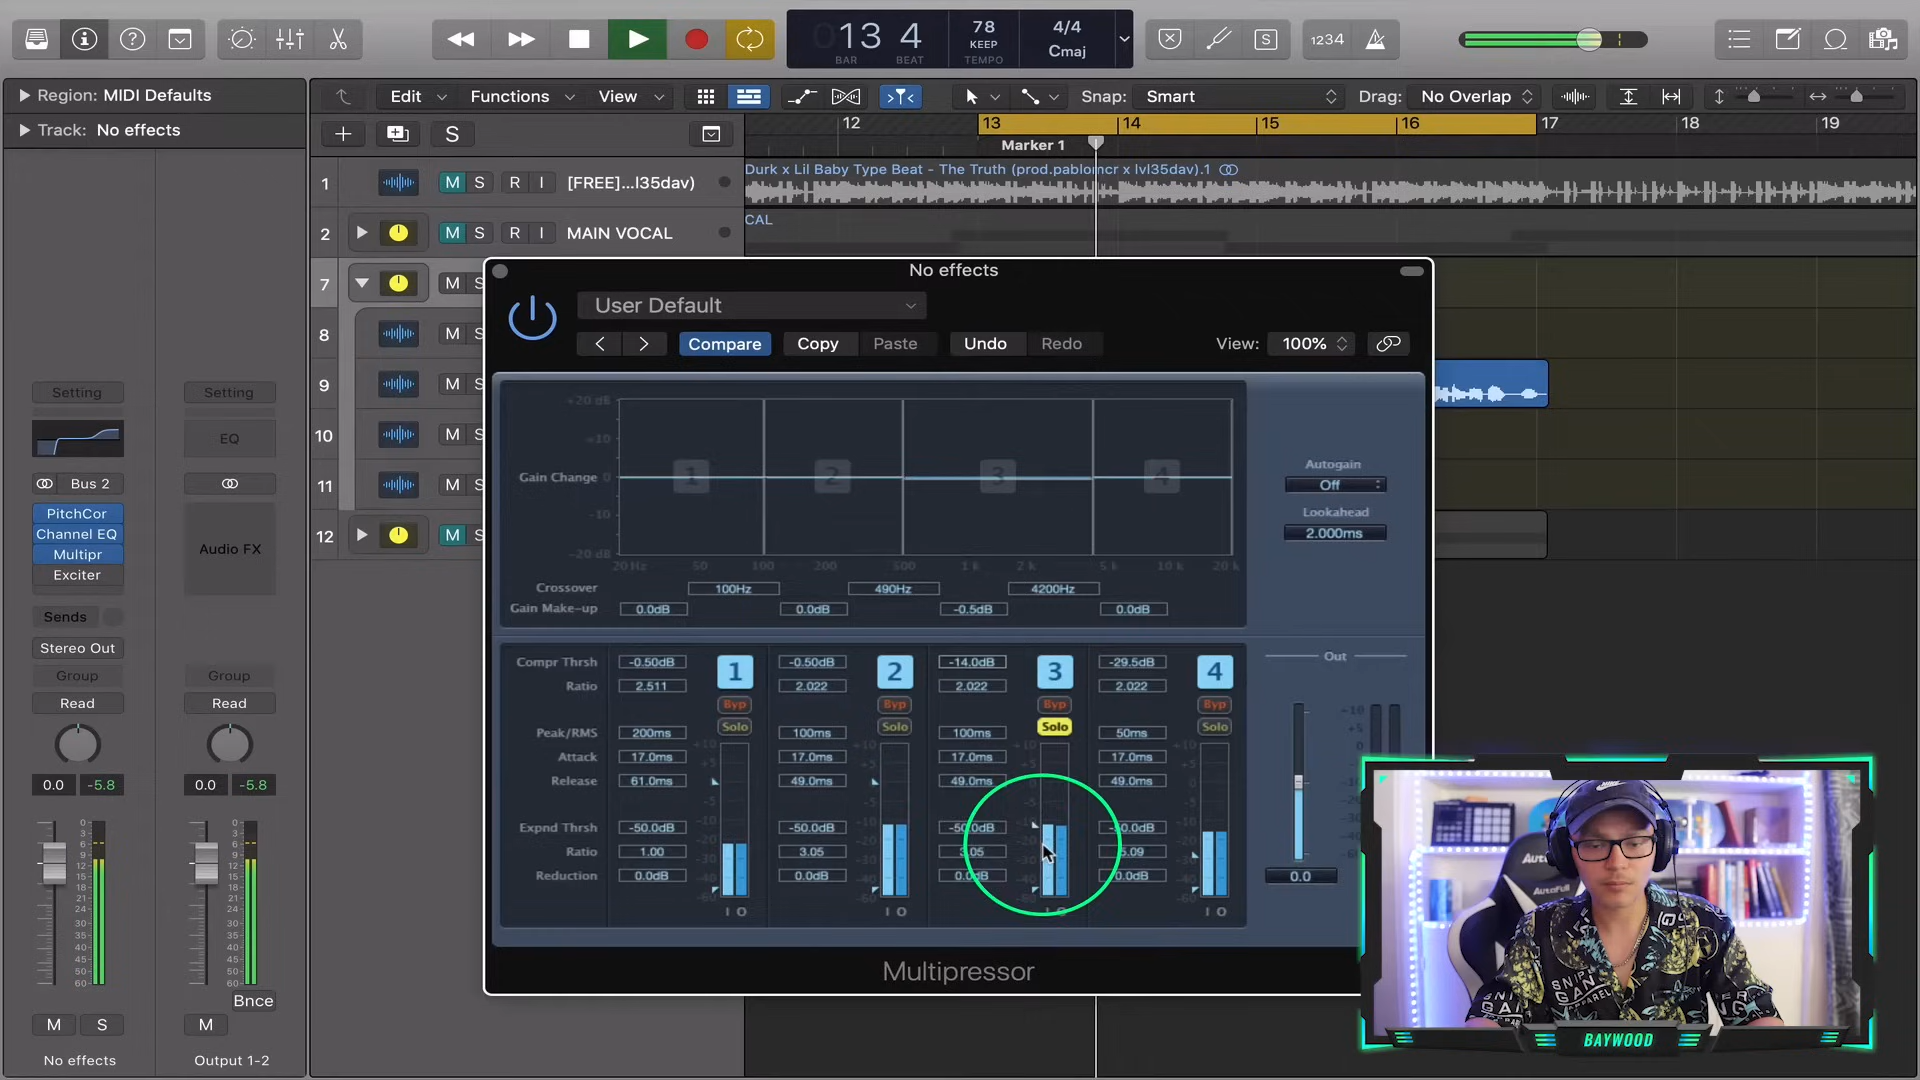 13 4
BAR BEAT
78
KEEP
TEMPO
4/4
Cmaj
1234
Region: MIDI Defaults
Track: No effects
Edit Functions View
Snap: Smart
Drag: No Overlap
S
12 13 14 15 16 17 18 19
Marker 1
1 M S R I [FREE]...l35dav)
Durk x Lil Baby Type Beat - The Truth (prod.pablomcr x lvl35dav).1
2 M S R I MAIN VOCAL
CAL
7 M S
8 M S
9 M S
10 M S
11 M S
12 M S
Setting Setting
EQ
Bus 2
PitchCor
Channel EQ
Multipr
Exciter
Audio FX
Sends
Stereo Out
Group Group
Read Read
0.0 -5.8 0.0 -5.8
Bnce
M S M
No effects Output 1-2
No effects
User Default
Compare Copy Paste Undo Redo
View: 100%
+20 dB
+10
Gain Change 0
-10
-20 dB
1 2 3 4
20Hz 50 100 200 500 1 k 2 k 5 k 10 k 20 k
Crossover 100Hz 490Hz 4200Hz
Gain Make-up 0.0dB 0.0dB -0.5dB 0.0dB
Autogain
Off
Lookahead
2.000ms
Compr Thrsh -0.50dB 1 -0.50dB 2 -14.0dB 3 -29.5dB 4
Ratio 2.511 2.022 2.022 2.022
Byp Byp Byp Byp
Solo Solo Solo Solo
Peak/RMS 200ms 100ms 100ms 50ms
Attack 17.0ms 17.0ms 17.0ms 17.0ms
Release 61.0ms 49.0ms 49.0ms 49.0ms
Expnd Thrsh -50.0dB -50.0dB -50.0dB
Ratio 1.00 3.05 3.05
Reduction 0.0dB 0.0dB 0.0dB 0.0dB
I O I O I O I O
Out
0.0
Multipressor
BAYWOOD